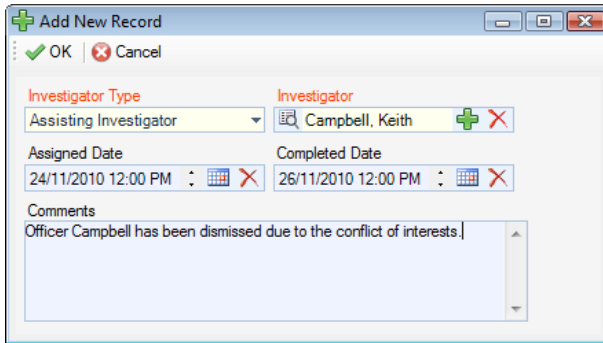 Add New Record
OK Cancel
Investigator Type Investigator
Assisting Investigator Campbell, Keith
Assigned Date Completed Date
24/11/2010 12:00 PM 26/11/2010 12:00 PM
Comments
Officer Campbell has been dismissed due to the conflict of interests.